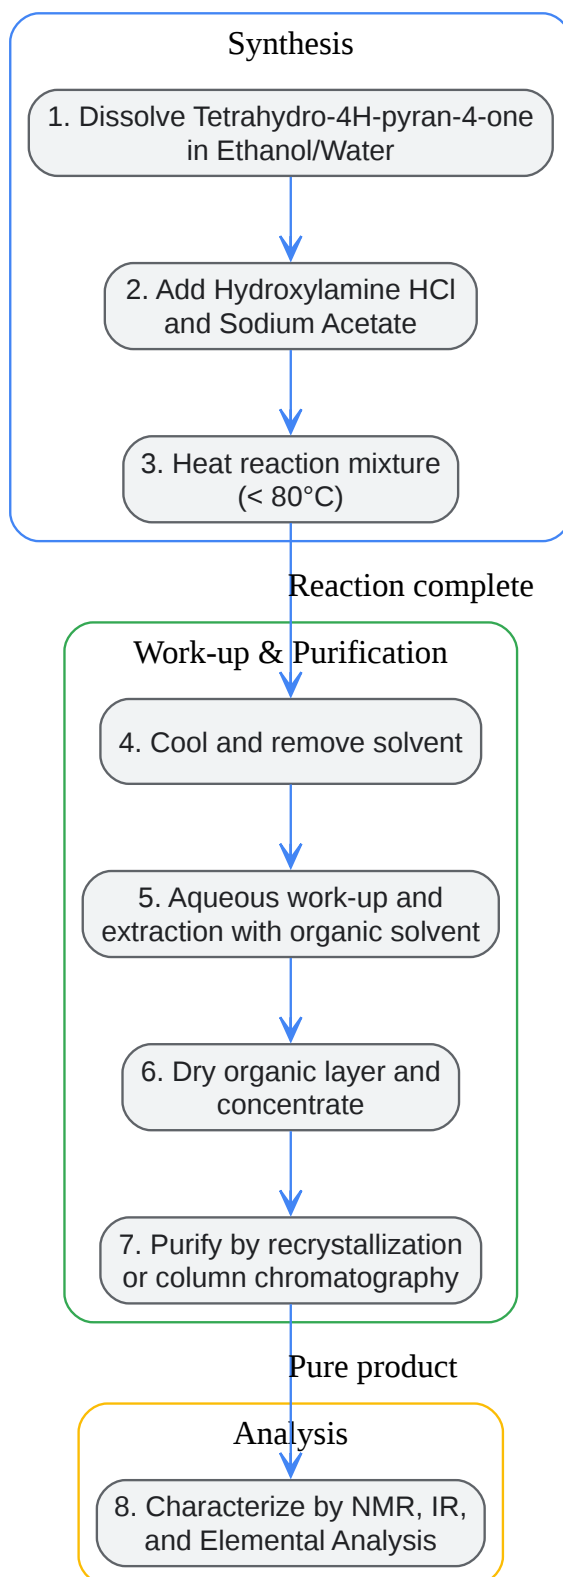 Synthesis
1. Dissolve Tetrahydro-4H-pyran-4-one
in Ethanol/Water
2. Add Hydroxylamine HCl
and Sodium Acetate
3. Heat reaction mixture
(< 80°C)
Reaction complete
Work-up & Purification
4. Cool and remove solvent
5. Aqueous work-up and
extraction with organic solvent
6. Dry organic layer and
concentrate
7. Purify by recrystallization
or column chromatography
Pure product
Analysis
8. Characterize by NMR, IR,
and Elemental Analysis